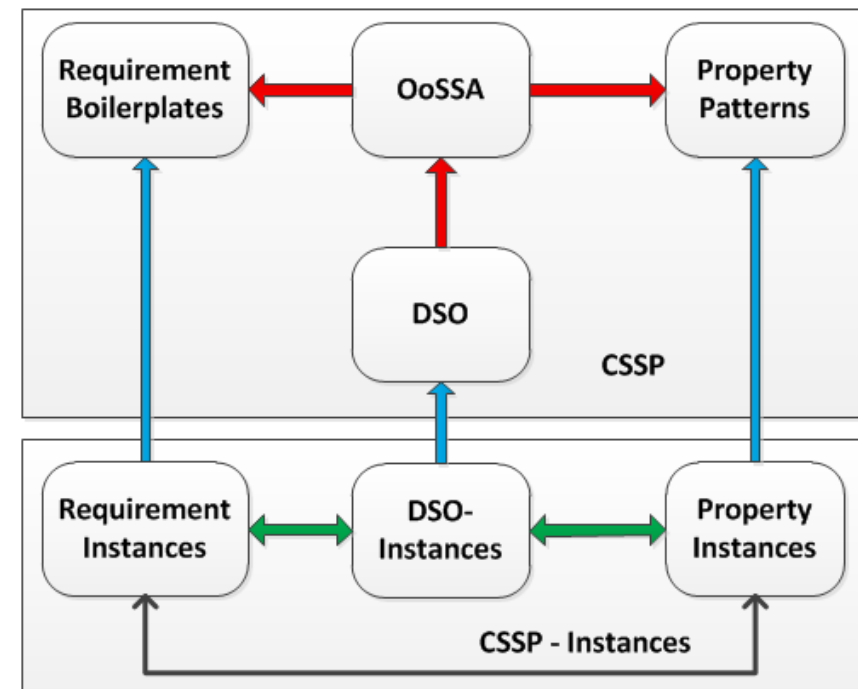 Requirement
Boilerplates
OoSSA
Property
Patterns
DSO
CSSP
Requirement
Instances
DSO-
Instances
Property
Instances
CSSP - Instances